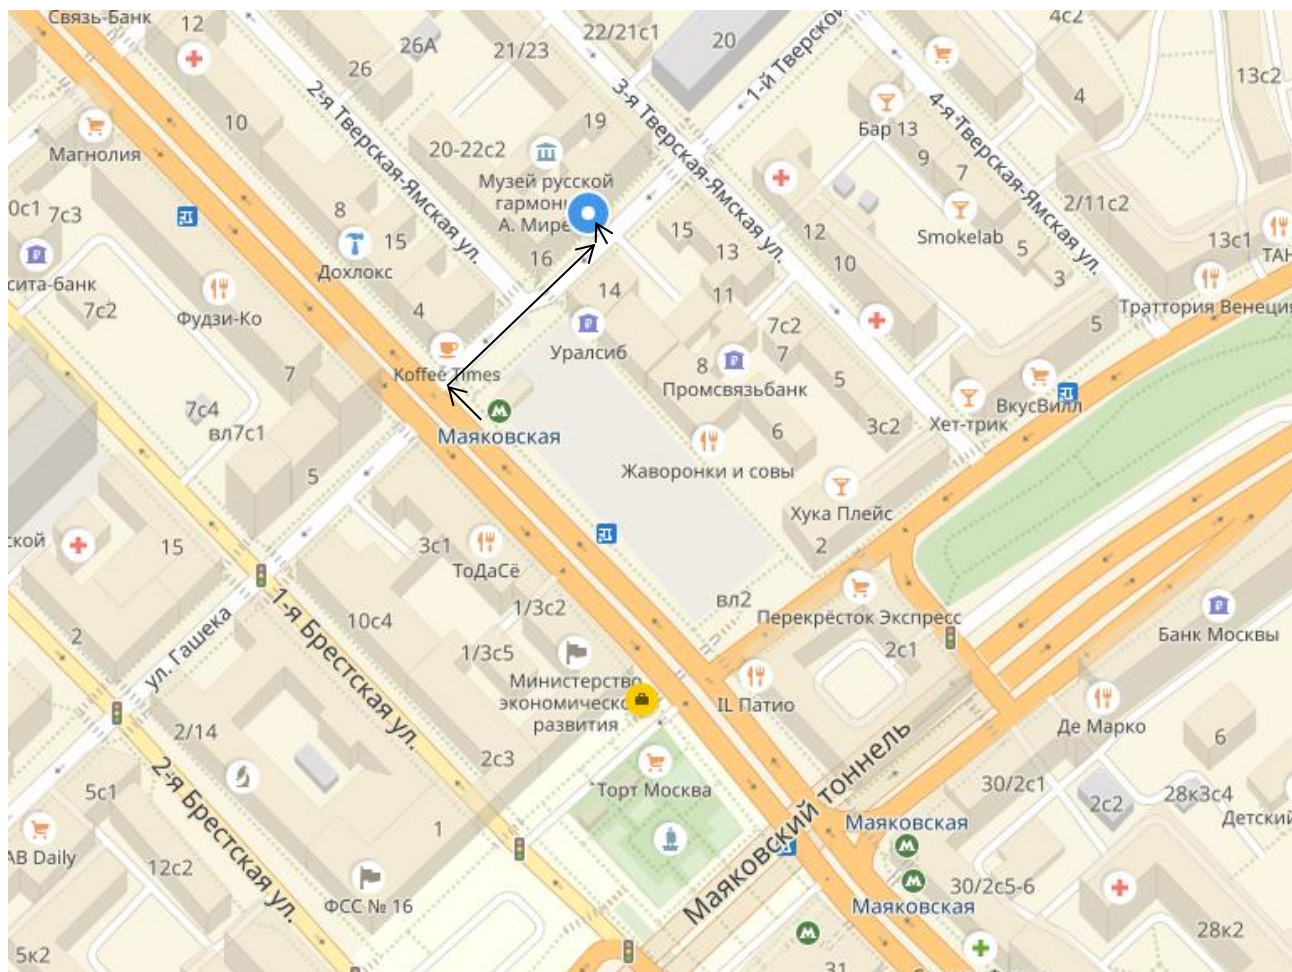 Связь-Банк
12
26А
21/23
22/21с1
20
4с2
26
2-я Тверская-Ямская ул.
3-я Тверская-Ямская ул.
1-й Тверской
4-я Тверская-Ямская ул.
13с2
4
10
Магнолия
19
20-22с2
Бар 13
9
7
Музей русской
гармон
А. Мире
2/11с2
0с1
7с3
8
15
Дохлокс
16
15
13
12
10
Smokelab
5
3
13с1
ТАН
сита-банк
7с2
Фудзи-Ко
4
14
11
7с2
7
Траттория Венеция
5
Koffee Times
Уралсиб
8
Промсвязьбанк
5
7
7с4
вл7с1
Маяковская
6
3с2
Хет-трик
ВкусВилл
Жаворонки и совы
5
Хука Плейс
2
ской
15
3с1
ТоДаСё
1/3с2
вл2
Перекрёсток Экспресс
Банк Москвы
1-я Брестская ул.
10с4
2
ул. Гашека
1/3с5
2с1
Министерство
экономическо
развития
IL Патио
Де Марко
6
2/14
2с3
Торт Москва
Маяковский тоннель
2-я Брестская ул.
5с1
30/2с1
2с2
28к3с4
Детский
Маяковская
1
АВ Daily
12с2
ФСС № 16
30/2с5-6
Маяковская
28к2
5к2
31